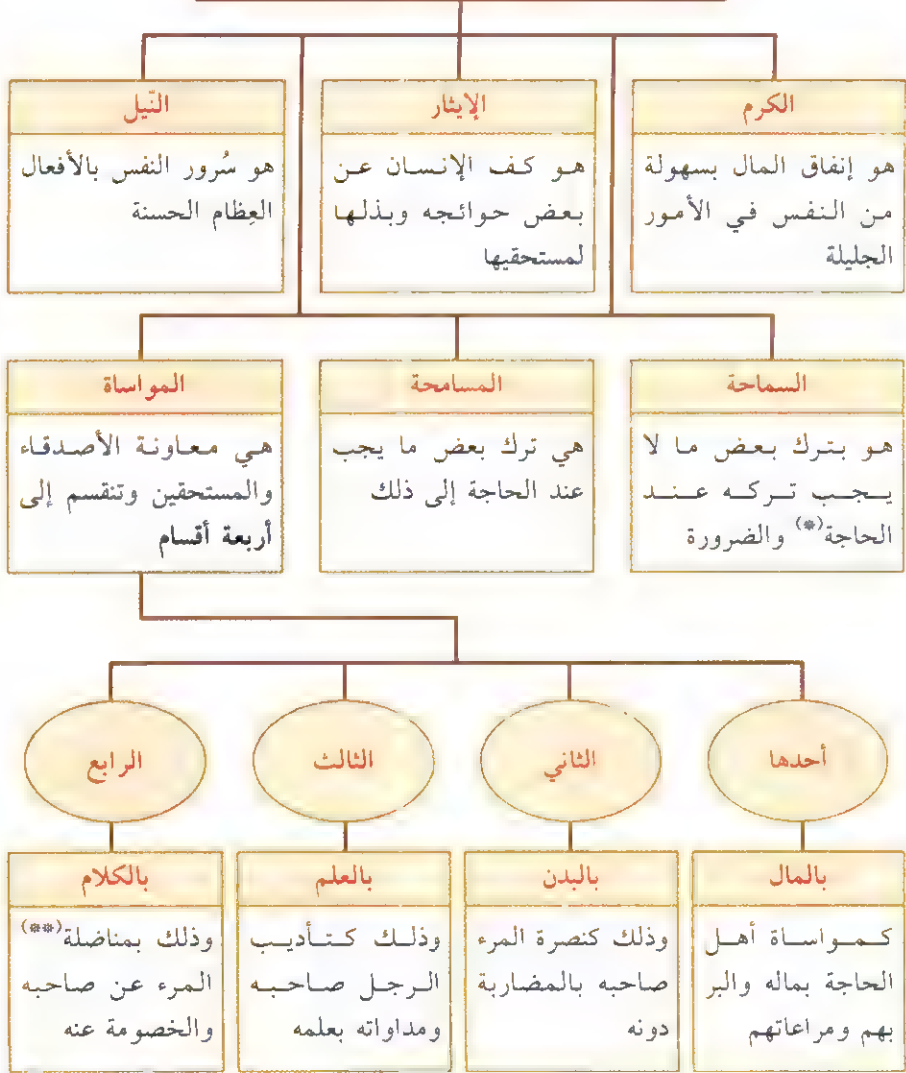 الكرم
هو إنفاق المال بسهولة
من النفس في الأمور
الجليلة
الإيثار
هو كف الإنسان عن
بعض حوائجه وبذلها
لمستحقيها
النّيل
هو سُرور النفس بالأفعال
العِظام الحسنة
السماحة
هو بترك بعض ما لا
يجب تركه عند
الحاجة(*) والضرورة
المسامحة
هي ترك بعض ما يجب
عند الحاجة إلى ذلك
المواساة
هي معاونة الأصدقاء
والمستحقين وتنقسم إلى
أربعة أقسام
أحدها
الثاني
الثالث
الرابع
بالمال
كمواساة أهل
الحاجة بماله والبر
بهم ومراعاتهم
بالبدن
وذلك كنصرة المرء
صاحبه بالمضاربة
دونه
بالعلم
وذلك كتأديب
الرجل صاحبه
ومداواته بعلمه
بالكلام
وذلك بمناضلة(**)
المرء عن صاحبه
والخصومة عنه